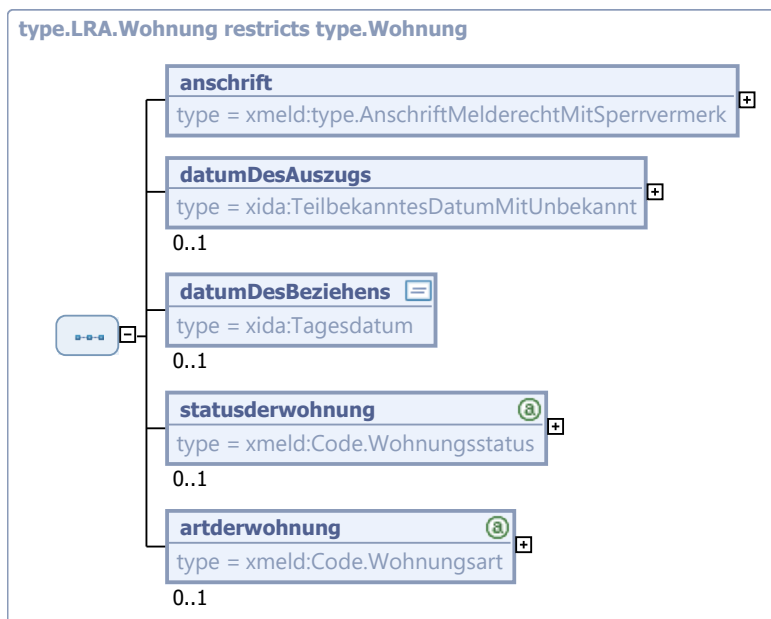 type.LRA.Wohnung restricts type.Wohnung
anschrift
type = xmeld:type.AnschriftMelderechtMitSperrvermerk
datumDesAuszugs
type = xida:TeilbekanntesDatumMitUnbekannt
0..1
datumDesBeziehens
type = xida:Tagesdatum
0..1
statusderwohnung
type = xmeld:Code.Wohnungsstatus
0..1
artderwohnung
type = xmeld:Code.Wohnungsart
0..1